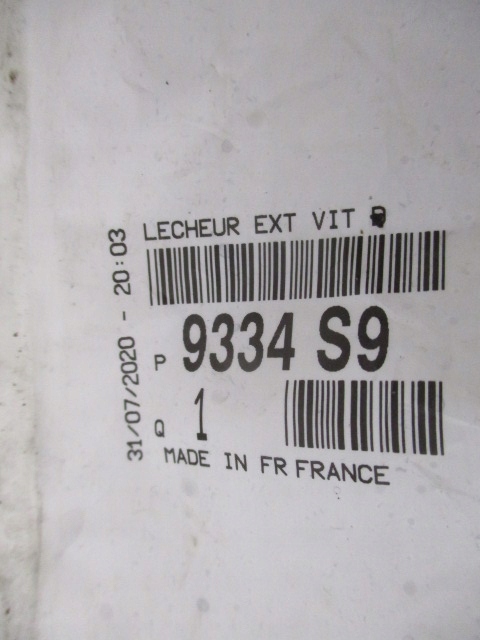 LECHEUR EXT VIT
31/07/2020 - 20:03
P 9334 S9
Q 1
MADE IN FR FRANCE